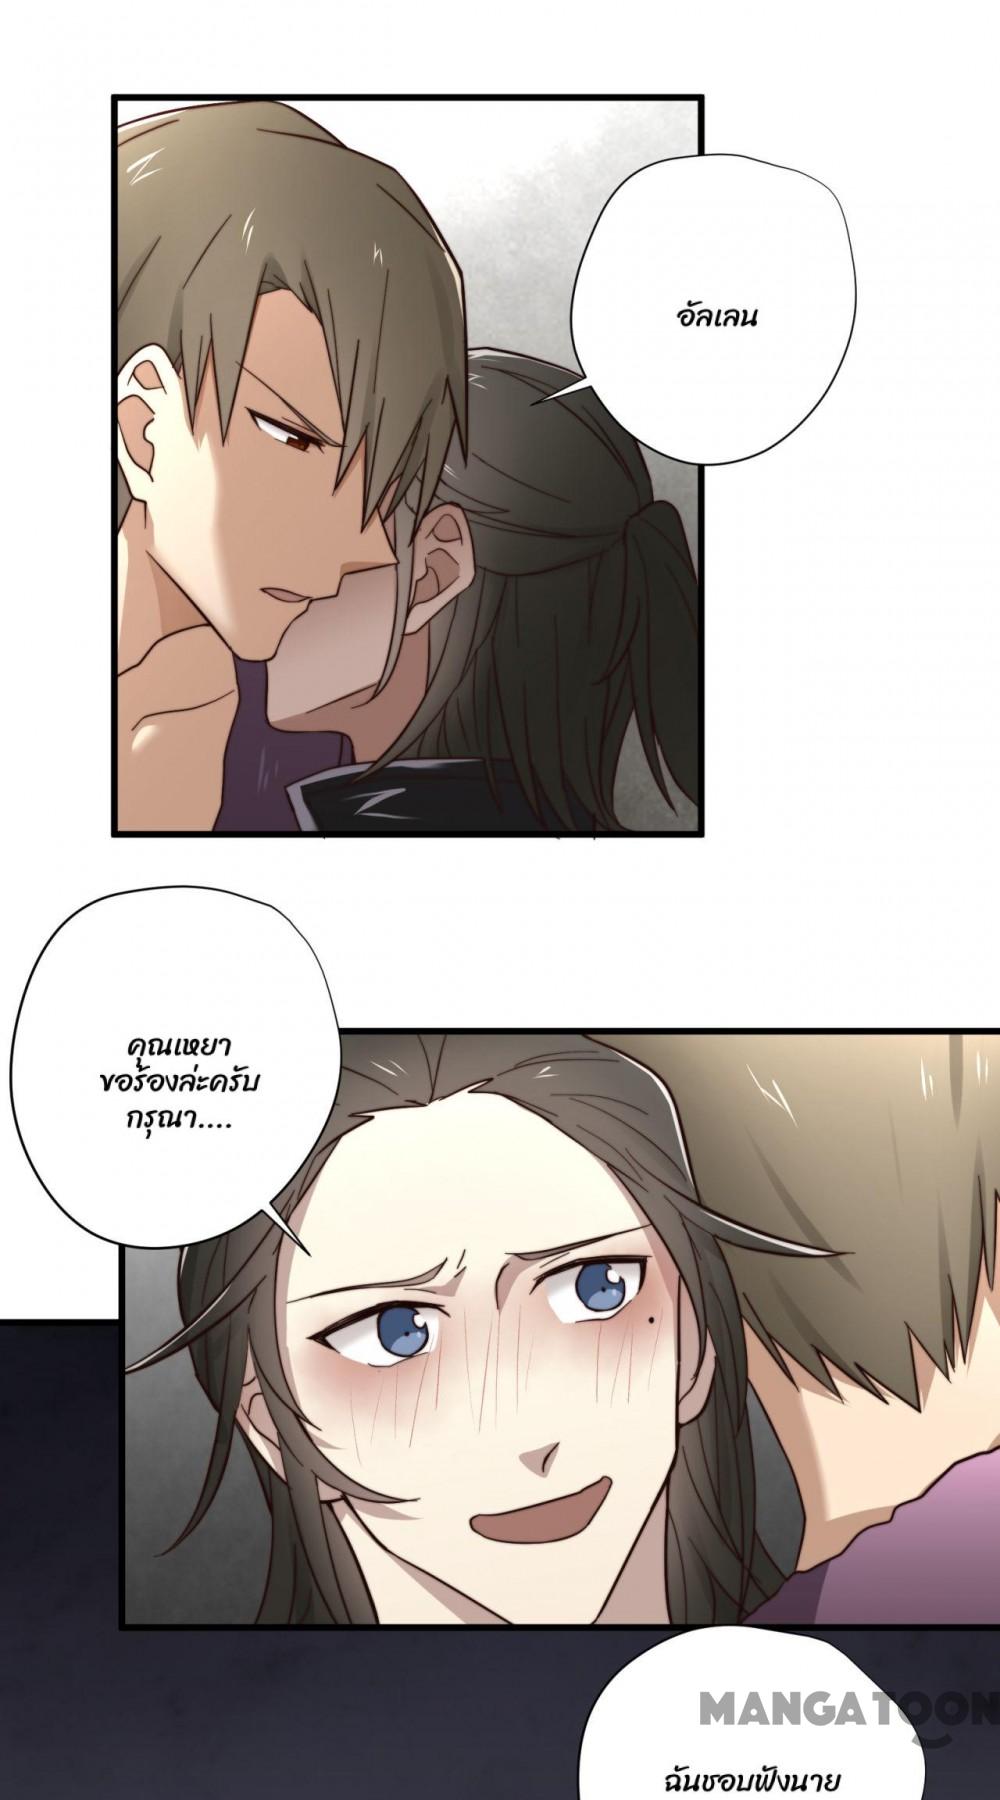 อัลเลน
คุณเหยา
ขอร้องล่ะครับ
กรุณา....
MANGATOON
ฉันชอบฟังนาย